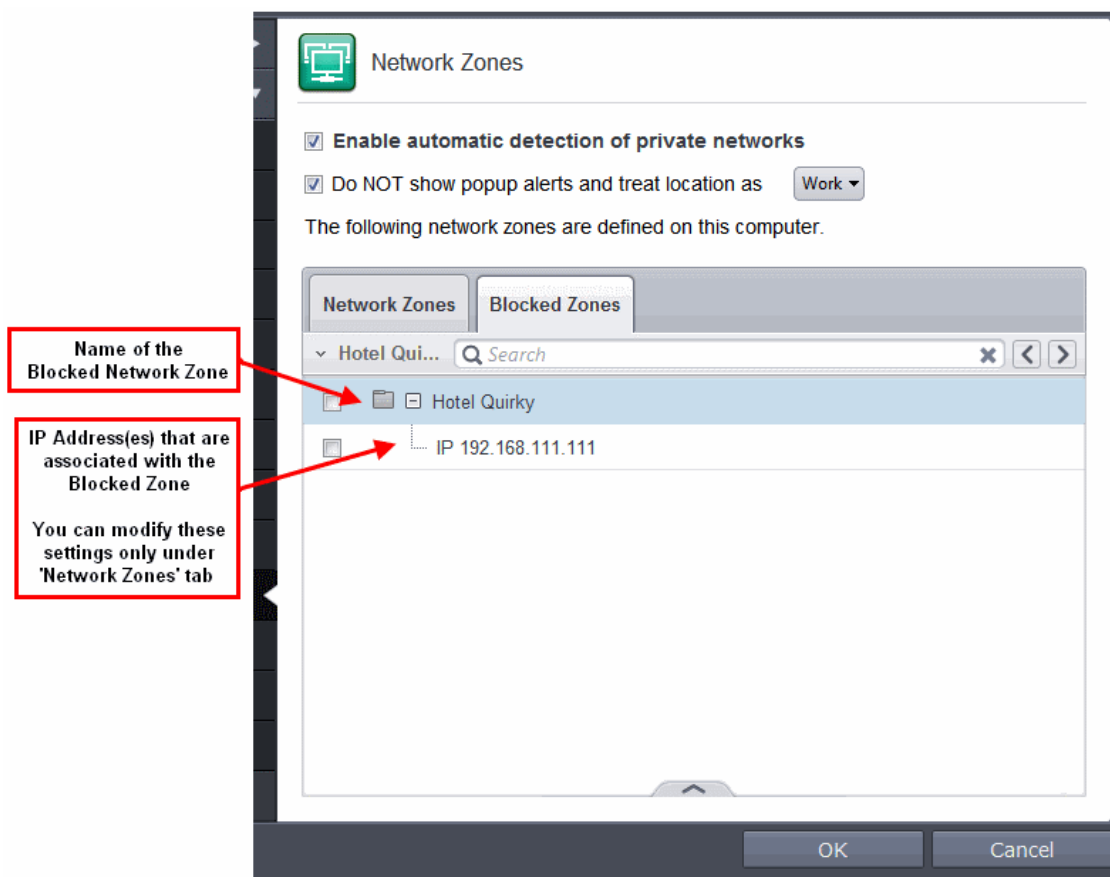 Network Zones
Enable automatic detection of private networks
Do NOT show popup alerts and treat location as Work
The following network zones are defined on this computer.
Network Zones Blocked Zones
Hotel Qui... Search
Name of the
Blocked Network Zone
Hotel Quirky
IP Address(es) that are
associated with the
Blocked Zone
You can modify these
settings only under
'Network Zones' tab
IP 192.168.111.111
OK Cancel